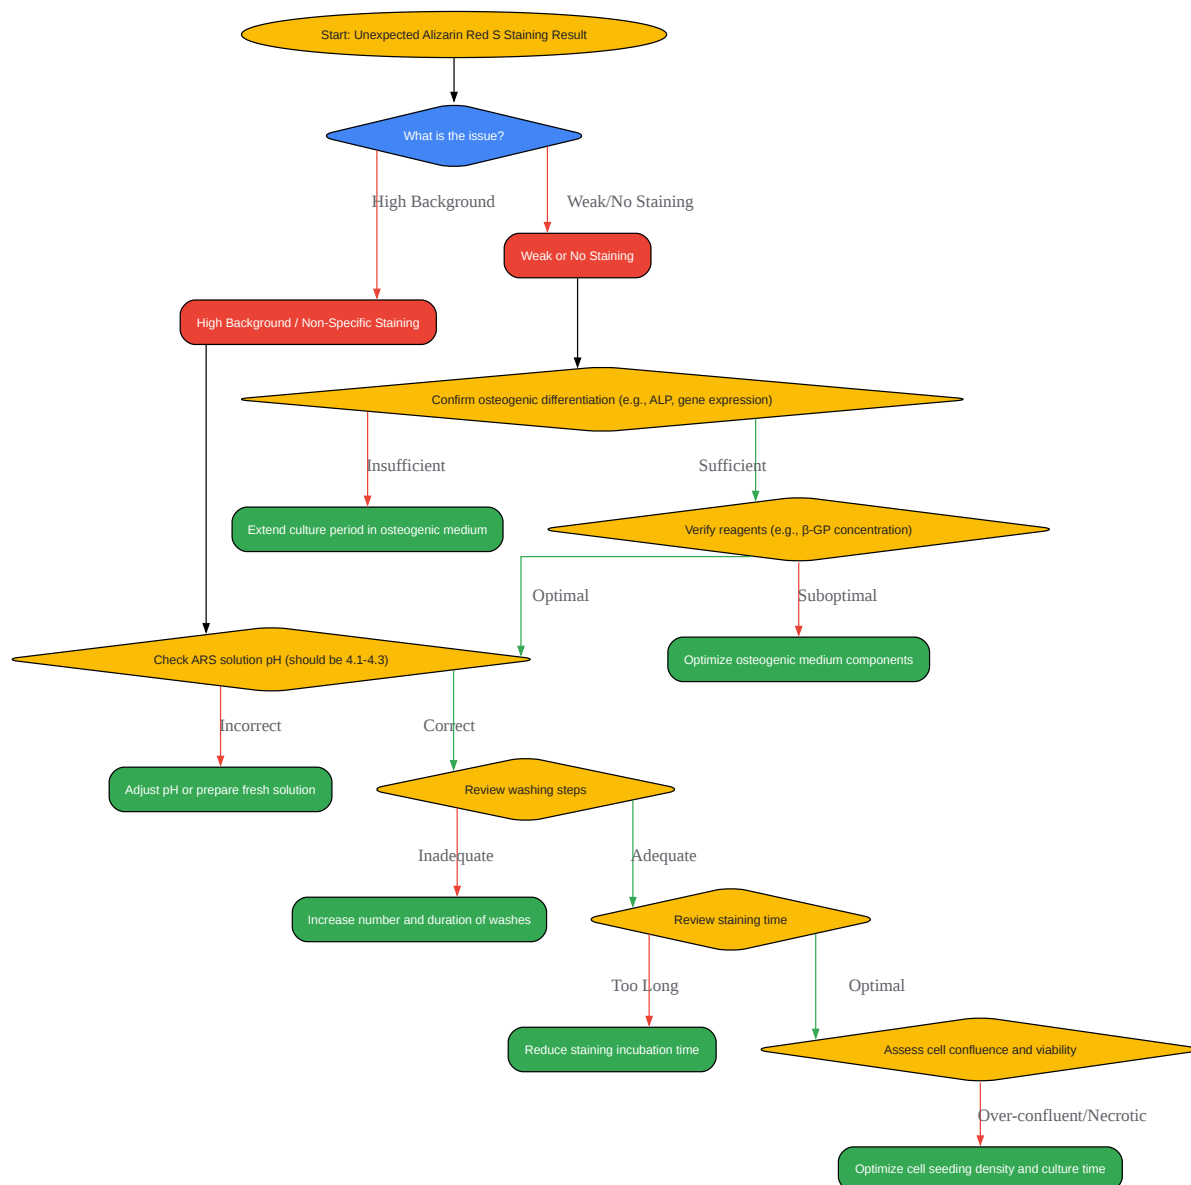 Start: Unexpected Alizarin Red S Staining Result
What is the issue?
High Background
Weak/No Staining
Weak or No Staining
High Background / Non-Specific Staining
Confirm osteogenic differentiation (e.g., ALP, gene expression)
Insufficient
Sufficient
Extend culture period in osteogenic medium
Verify reagents (e.g., β-GP concentration)
Optimal
Suboptimal
Check ARS solution pH (should be 4.1-4.3)
Optimize osteogenic medium components
Incorrect
Correct
Adjust pH or prepare fresh solution
Review washing steps
Inadequate
Adequate
Increase number and duration of washes
Review staining time
Too Long
Optimal
Reduce staining incubation time
Assess cell confluence and viability
Over-confluent/Necrotic
Optimize cell seeding density and culture time